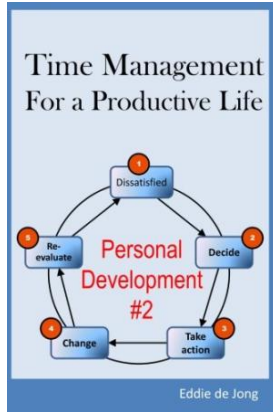 Time Management
For a Productive Life
1
Dissatisfied
5
Re-
evaluate
2
Decide
Personal
Development
#2
4
Change
3
Take
action
Eddie de Jong